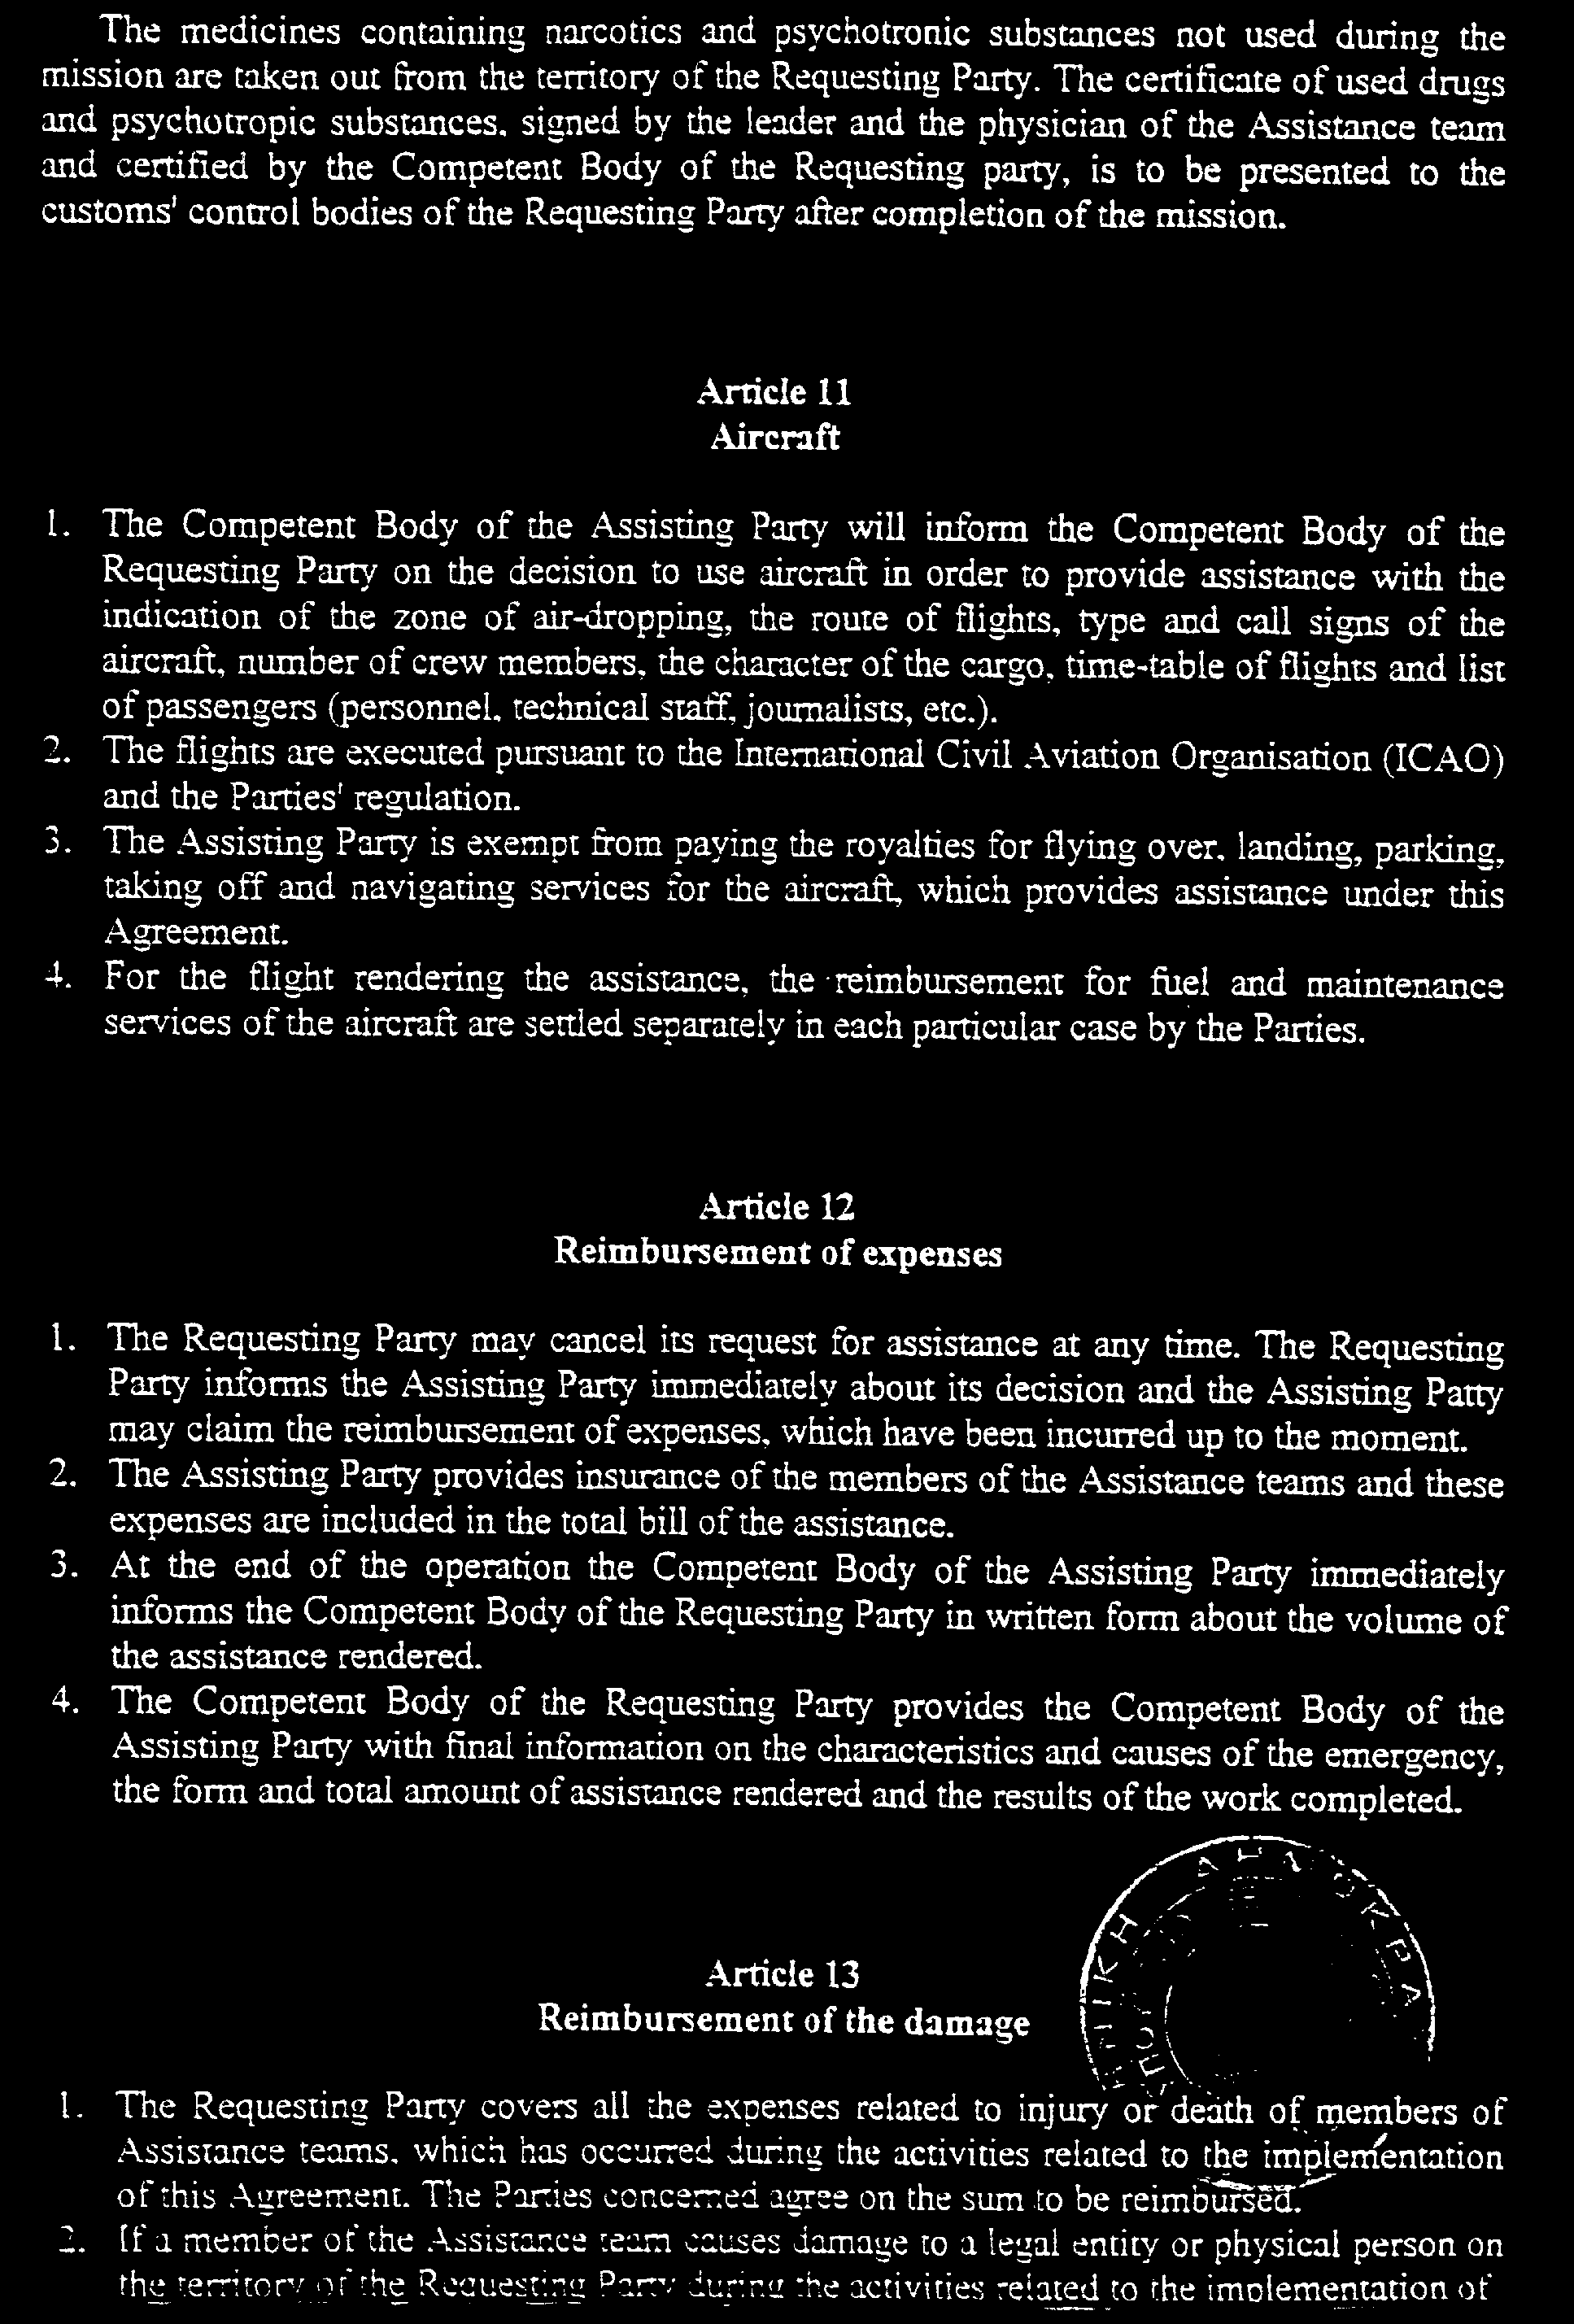 The medicines containing narcotics and psychotronic substances not used during the
mission are taken out from the territory of the Requesting Party. The certificate of used drugs
and psychotropic substances, signed by the leader and the physician of the Assistance team
and certified by the Competent Body of the Requesting party, is to be presented to the
customs' control bodies of the Requesting Party after completion of the mission.
Article 11
Aircraft
1. The Competent Body of the Assisting Party will inform the Competent Body of the
Requesting Party on the decision to use aircraft in order to provide assistance with the
indication of the zone of air-dropping, the route of flights, type and call signs of the
aircraft, number of crew members, the character of the cargo, time-table of flights and list
of passengers (personnel, technical staff, journalists, etc.).
2. The flights are executed pursuant to the International Civil Aviation Organisation (ICAO)
and the Parties' regulation.
3. The Assisting Party is exempt from paying the royalties for flying over, landing, parking,
taking off and navigating services for the aircraft, which provides assistance under this
Agreement.
4. For the flight rendering the assistance, the reimbursement for fuel and maintenance
services of the aircraft are settled separately in each particular case by the Parties.
Article 12
Reimbursement of expenses
1. The Requesting Party may cancel its request for assistance at any time. The Requesting
Party informs the Assisting Party immediately about its decision and the Assisting Patty
may claim the reimbursement of expenses, which have been incurred up to the moment.
2. The Assisting Party provides insurance of the members of the Assistance teams and these
expenses are included in the total bill of the assistance.
3. At the end of the operation the Competent Body of the Assisting Party immediately
informs the Competent Body of the Requesting Party in written form about the volume of
the assistance rendered.
4. The Competent Body of the Requesting Party provides the Competent Body of the
Assisting Party with final information on the characteristics and causes of the emergency,
the form and total amount of assistance rendered and the results of the work completed.
Article 13
Reimbursement of the damage
1. The Requesting Party covers all the expenses related to injury or death of members of
Assistance teams, which has occurred during the activities related to the implementation
of this Agreement. The Parties concerned agree on the sum to be reimbursed.
2. If a member of the Assistance team causes damage to a legal entity or physical person on
the territory of the Requesting Party during the activities related to the implementation of